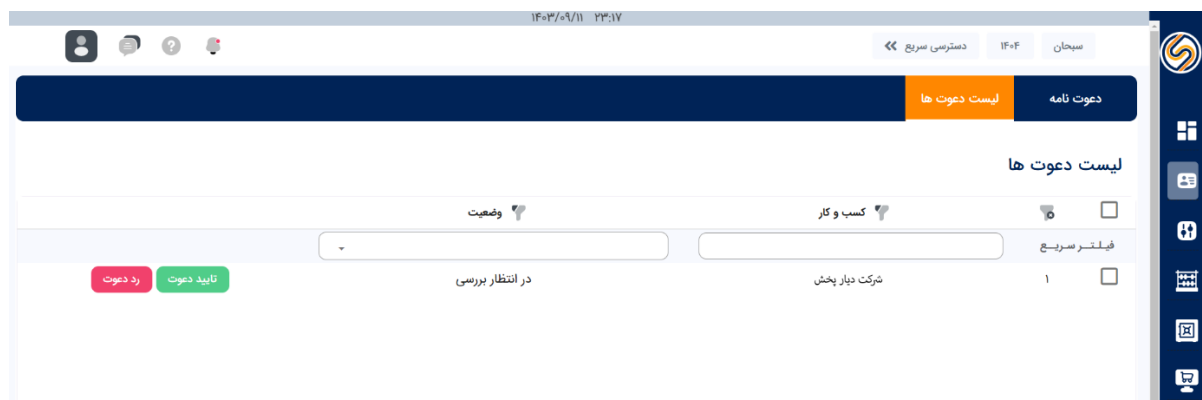 ۱۴۰۳/۰۹/۱۱ ۲۳:۱۷
سبحان ۱۴۰۴ دسترسی سریع
دعوت نامه لیست دعوت ها
لیست دعوت ها
کسب و کار وضعیت
فیلتر سریع
۱ شرکت دیار پخش در انتظار بررسی تایید دعوت رد دعوت